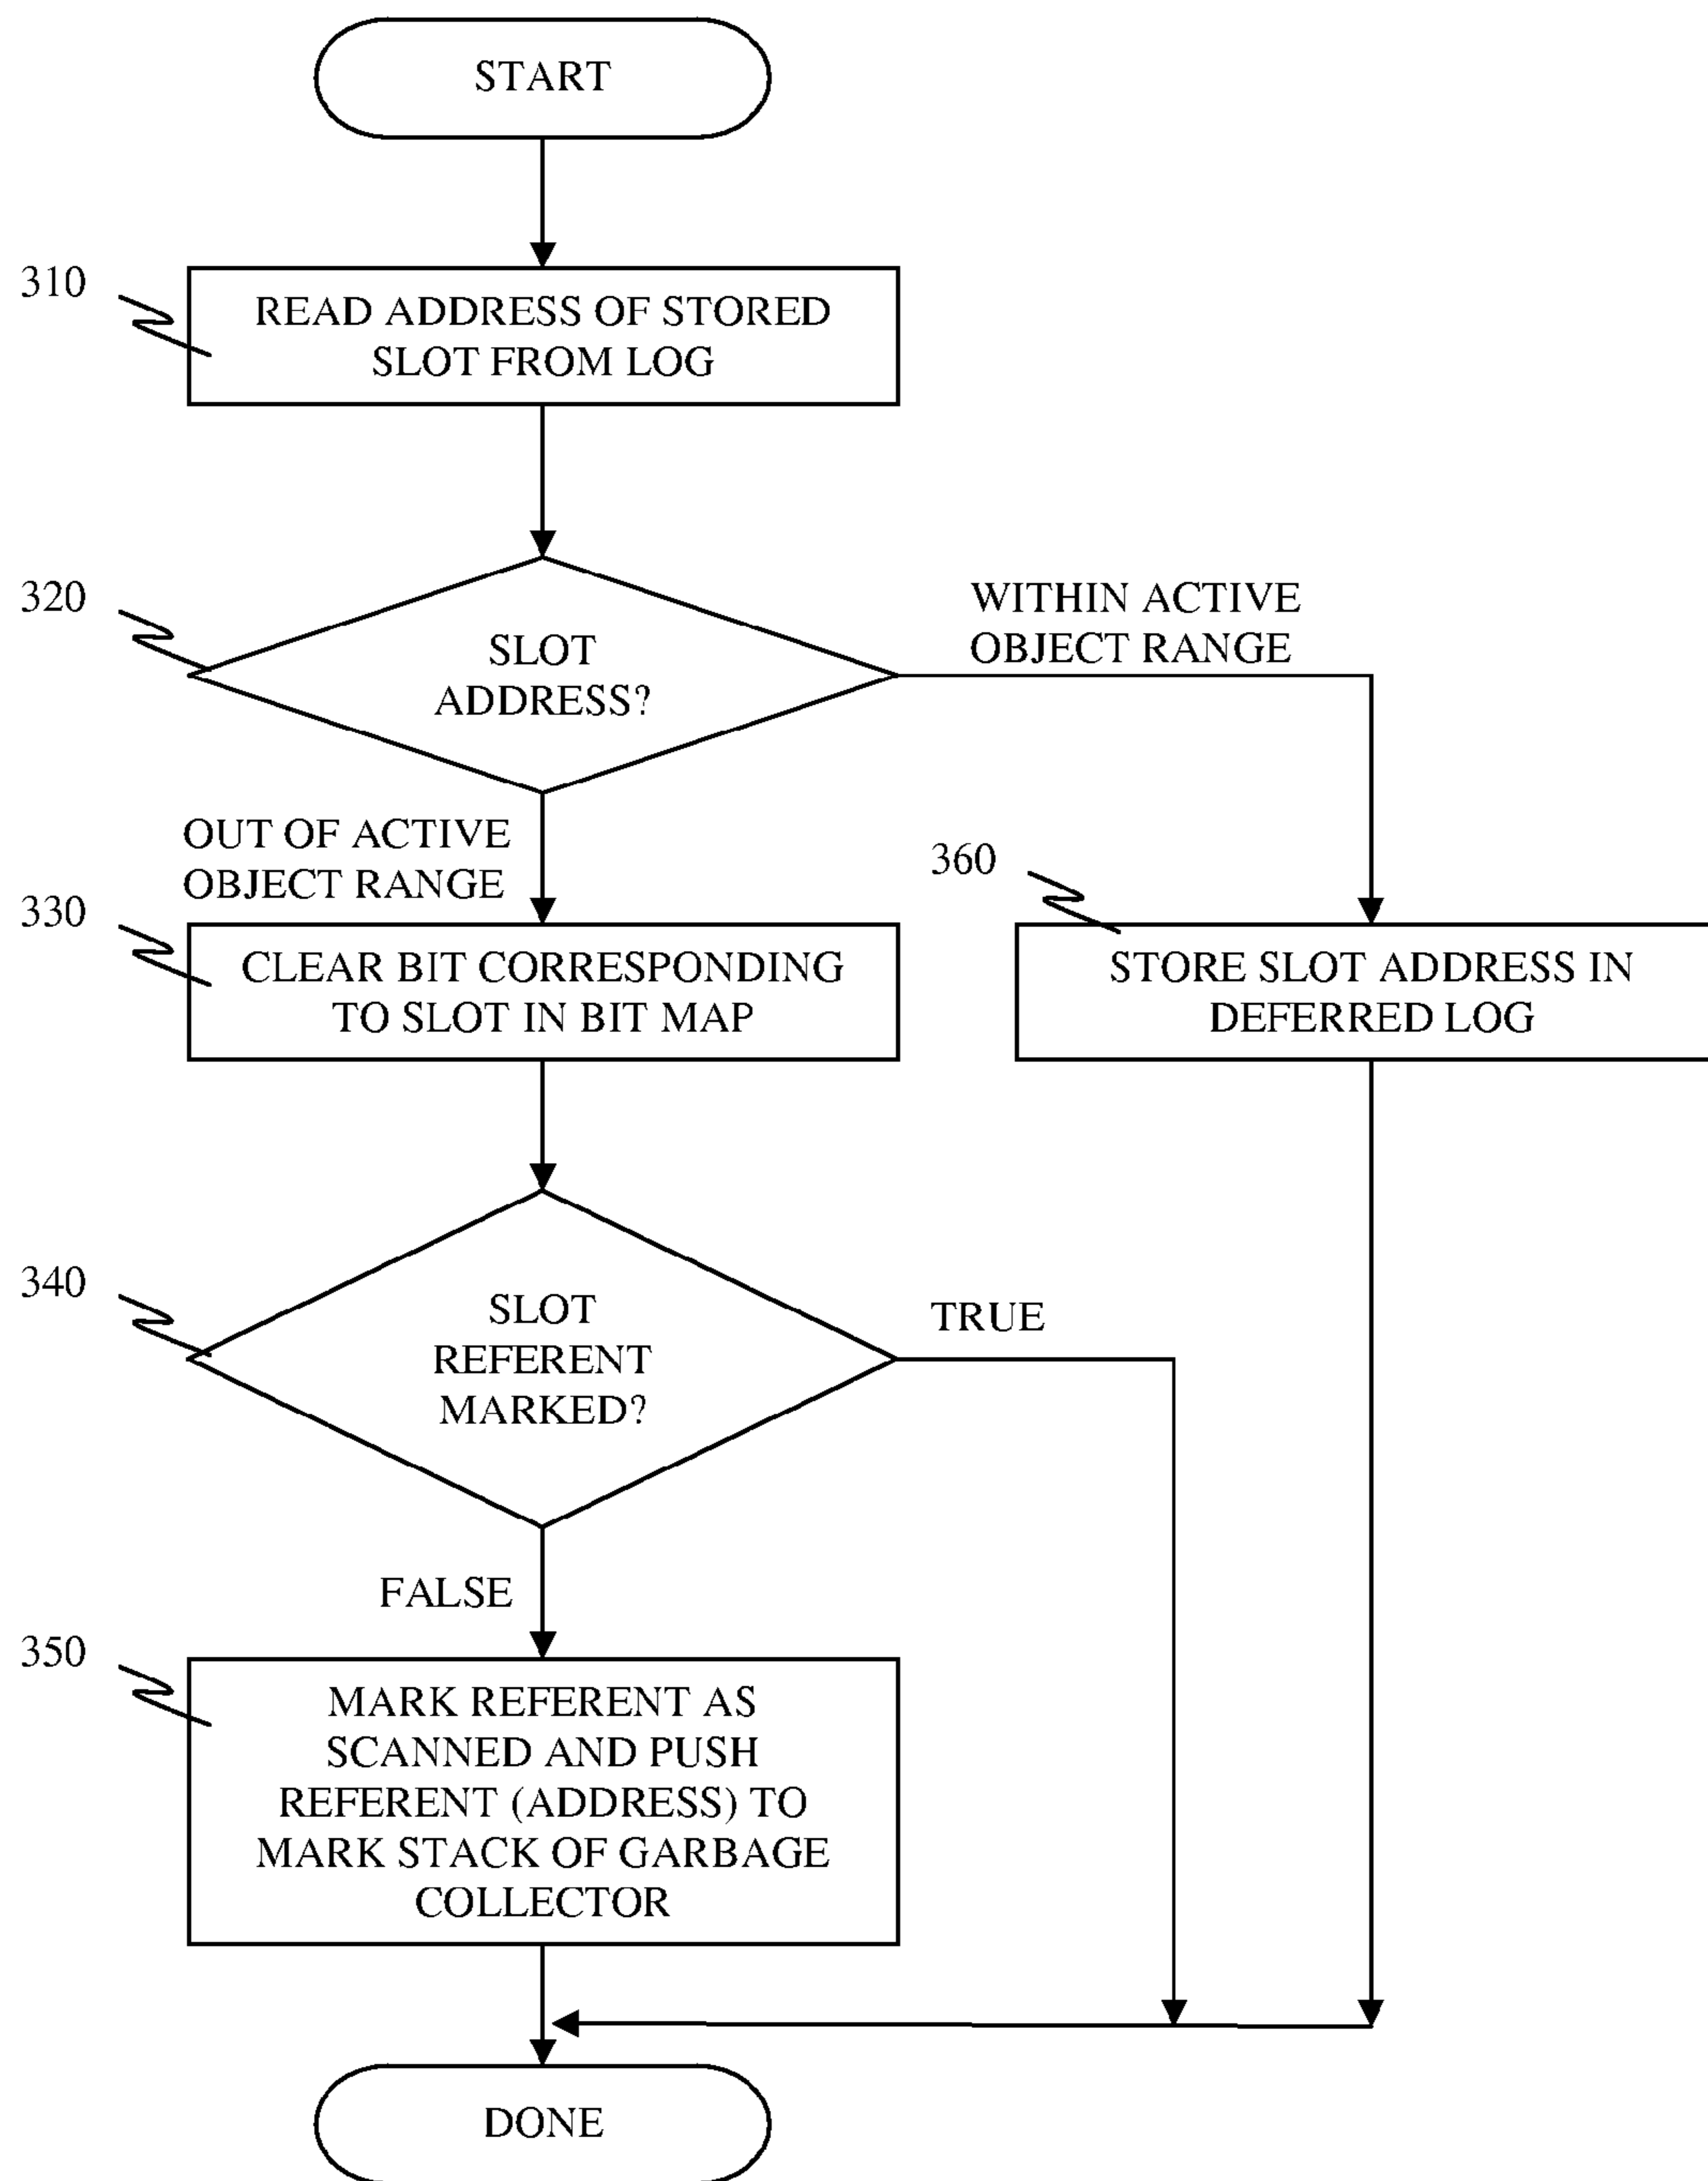 START
310
READ ADDRESS OF STORED
SLOT FROM LOG
320
SLOT
ADDRESS?
WITHIN ACTIVE
OBJECT RANGE
OUT OF ACTIVE
OBJECT RANGE
330
CLEAR BIT CORRESPONDING
TO SLOT IN BIT MAP
360
STORE SLOT ADDRESS IN
DEFERRED LOG
340
SLOT
REFERENT
MARKED?
TRUE
FALSE
350
MARK REFERENT AS
SCANNED AND PUSH
REFERENT (ADDRESS) TO
MARK STACK OF GARBAGE
COLLECTOR
DONE